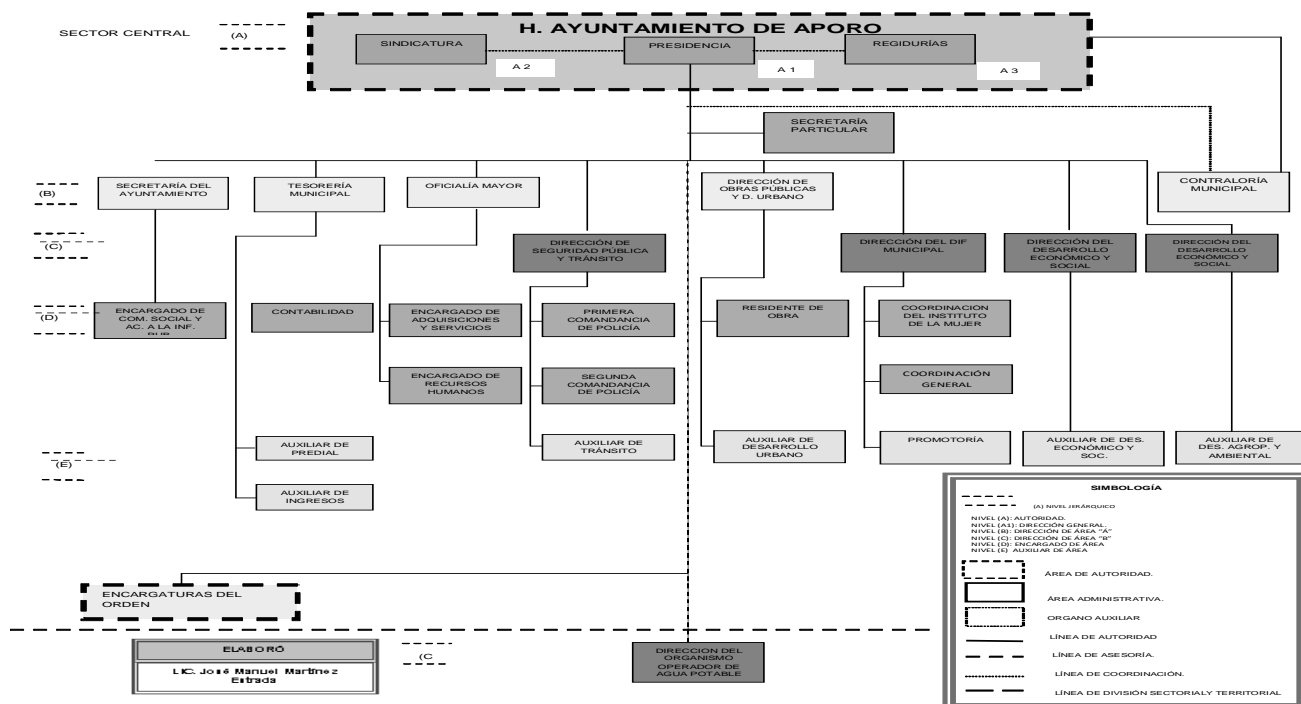 H. AYUNTAMIENTO DE APORO
SECTOR CENTRAL
(A)
SINDICATURA
PRESIDENCIA
REGIDURÍAS
A 2
A 1
A 3
SECRETARÍA
PARTICULAR
(B)
SECRETARÍA DEL
AYUNTAMIENTO
TESORERÍA
MUNICIPAL
OFICIALÍA MAYOR
DIRECCIÓN DE
OBRAS PÚBLICAS
Y D. URBANO
CONTRALORÍA
MUNICIPAL
(C)
DIRECCIÓN DE
SEGURIDAD PÚBLICA
Y TRÁNSITO
DIRECCIÓN DEL DIF
MUNICIPAL
DIRECCIÓN DEL
DESARROLLO
ECONÓMICO Y
SOCIAL
DIRECCIÓN DEL
DESARROLLO
ECONÓMICO Y
SOCIAL
(D)
ENCARGADO DE
COM. SOCIAL Y
AC. A LA INF.
CONTABILIDAD
ENCARGADO DE
ADQUISICIONES
Y SERVICIOS
PRIMERA
COMANDANCIA
DE POLICÍA
RESIDENTE DE
OBRA
COORDINACIÓN
DEL INSTITUTO
DE LA MUJER
ENCARGADO DE
RECURSOS
HUMANOS
SEGUNDA
COMANDANCIA
DE POLICÍA
COORDINACIÓN
GENERAL
(E)
AUXILIAR DE
PREDIAL
AUXILIAR DE
TRÁNSITO
AUXILIAR DE
DESARROLLO
URBANO
PROMOTORÍA
AUXILIAR DE DES.
ECONÓMICO Y
SOC.
AUXILIAR DE
DES. AGROP. Y
AMBIENTAL
AUXILIAR DE
INGRESOS
ENCARGATURAS DEL
ORDEN
ELABORÓ
LIC. José Manuel Martínez
Estrada
(C
DIRECCION DEL
ORGANISMO
OPERADOR DE
AGUA POTABLE
SIMBOLOGÍA
(A) NIVEL JERÁRQUICO
NIVEL (A): AUTORIDAD.
NIVEL (A1): DIRECCIÓN GENERAL.
NIVEL (B): DIRECCIÓN DE ÁREA "A"
NIVEL (C): DIRECCIÓN DE ÁREA "B"
NIVEL (D): ENCARGADO DE ÁREA
NIVEL (E) AUXILIAR DE ÁREA
ÁREA DE AUTORIDAD.
ÁREA ADMINISTRATIVA.
ORGANO AUXILIAR
LÍNEA DE AUTORIDAD
LÍNEA DE ASESORÍA.
LÍNEA DE COORDINACIÓN.
LÍNEA DE DIVISIÓN SECTORIALY TERRITORIAL